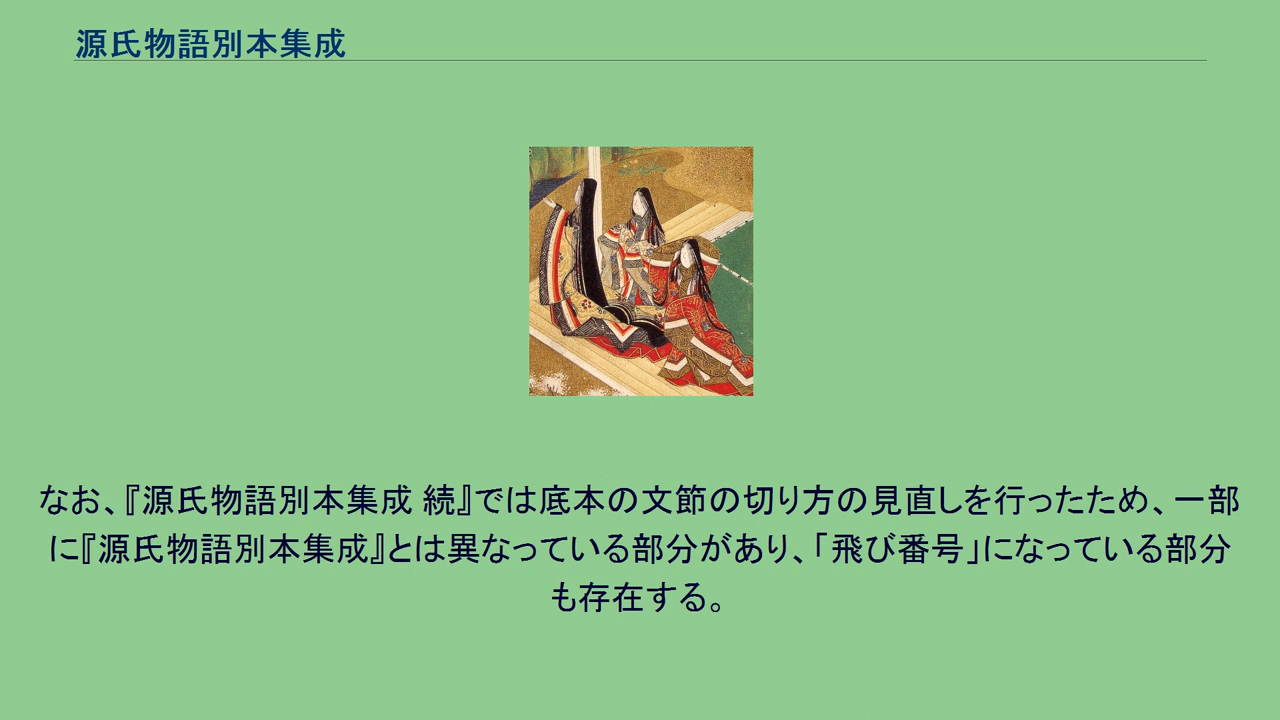 源氏物語別本集成
なお、『源氏物語別本集成 続』では底本の文節の切り方の見直しを行ったため、一部
に『源氏物語別本集成』とは異なっている部分があり、「飛び番号」になっている部分
も存在する。